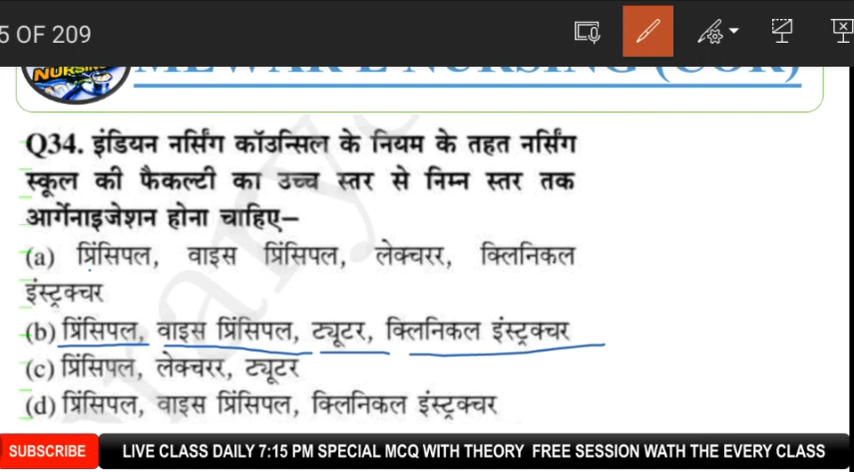 5 OF 209
NURSING
MEWAR E NURSING (COR)
Q34. इंडियन नर्सिंग कॉउन्सिल के नियम के तहत नर्सिंग
स्कूल की फैकल्टी का उच्च स्तर से निम्न स्तर तक
आर्गेनाइजेशन होना चाहिए–
(a) प्रिंसिपल, वाइस प्रिंसिपल, लेक्चरर, क्लिनिकल
इंस्ट्रक्चर
(b) प्रिंसिपल, वाइस प्रिंसिपल, ट्यूटर, क्लिनिकल इंस्ट्रक्चर
(c) प्रिंसिपल, लेक्चरर, ट्यूटर
(d) प्रिंसिपल, वाइस प्रिंसिपल, क्लिनिकल इंस्ट्रक्चर
SUBSCRIBE LIVE CLASS DAILY 7:15 PM SPECIAL MCQ WITH THEORY FREE SESSION WATH THE EVERY CLASS